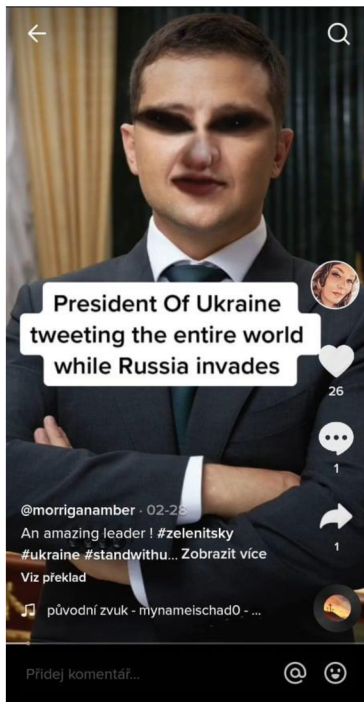 President Of Ukraine
tweeting the entire world
while Russia invades
26
1
@morriganamber · 02-28
An amazing leader ! #zelenitsky
#ukraine #standwithu... Zobrazit více
1
Viz překlad
původní zvuk - mynameischad0 - ...
Přidej komentář...